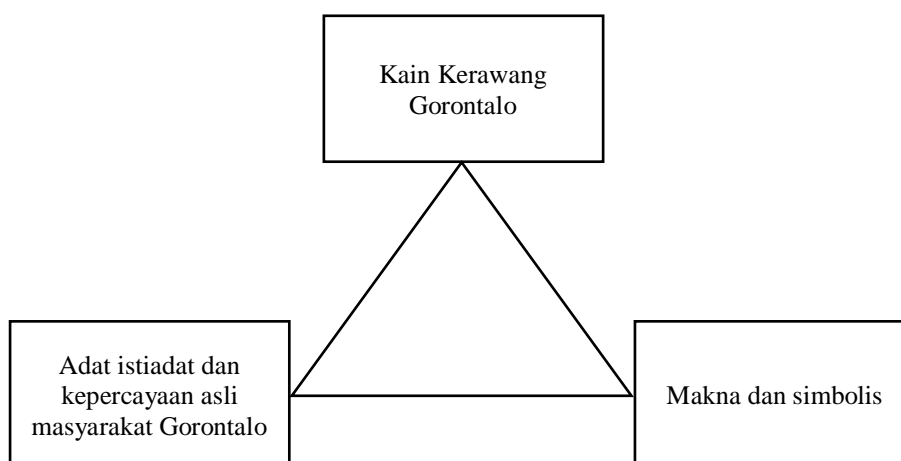 Kain Kerawang
Gorontalo
Adat istiadat dan
kepercayaan asli
masyarakat Gorontalo
Makna dan simbolis